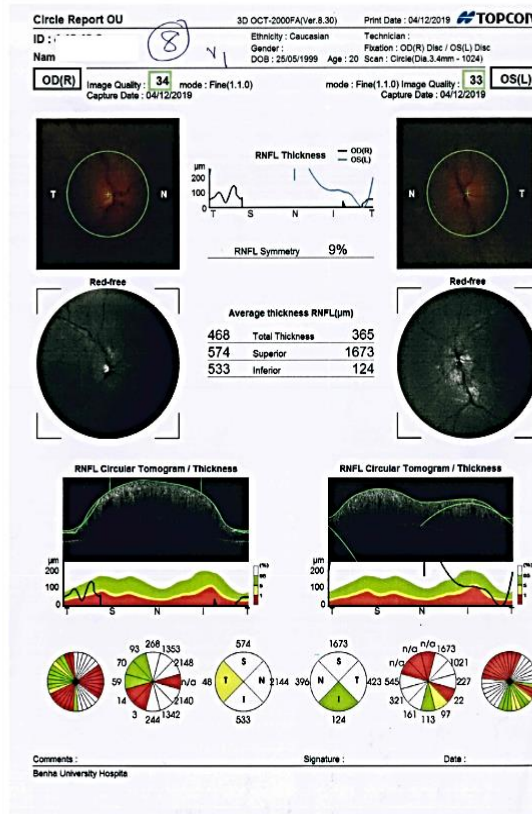 Circle Report OU
3D OCT-2000FA(Ver.8.30)
Print Date : 04/12/2019
TOPCON
ID :
8
Ethnicity : Caucasian
Technician :
Nam
Gender :
Fixation : OD(R) Disc / OS(L) Disc
DOB : 25/05/1999 Age : 20 Scan : Circle(Dia.3.4mm - 1024)
OD(R)
Image Quality : 34 mode : Fine(1.1.0)
mode : Fine(1.1.0) Image Quality : 33
OS(L)
Capture Date : 04/12/2019
Capture Date : 04/12/2019
T
N
RNFL Thickness
OD(R)
OS(L)
µm
200
100
0
T S N I T
RNFL Symmetry 9%
N
T
Red-free
Red-free
Average thickness RNFL(µm)
468 Total Thickness 365
574 Superior 1673
533 Inferior 124
RNFL Circular Tomogram / Thickness
RNFL Circular Tomogram / Thickness
µm
200
100
0
T S N I T
µm
200
100
0
T S N I T
93 268 1353
70 2148
59 n/a
14 2140
3 244 1342
574
S
48 T N 2144
I
533
1673
S
396 N T 423
I
124
n/a n/a 1673
n/a 1021
545 227
321 22
161 113 97
Comments :
Signature :
Date :
Benha University Hospita